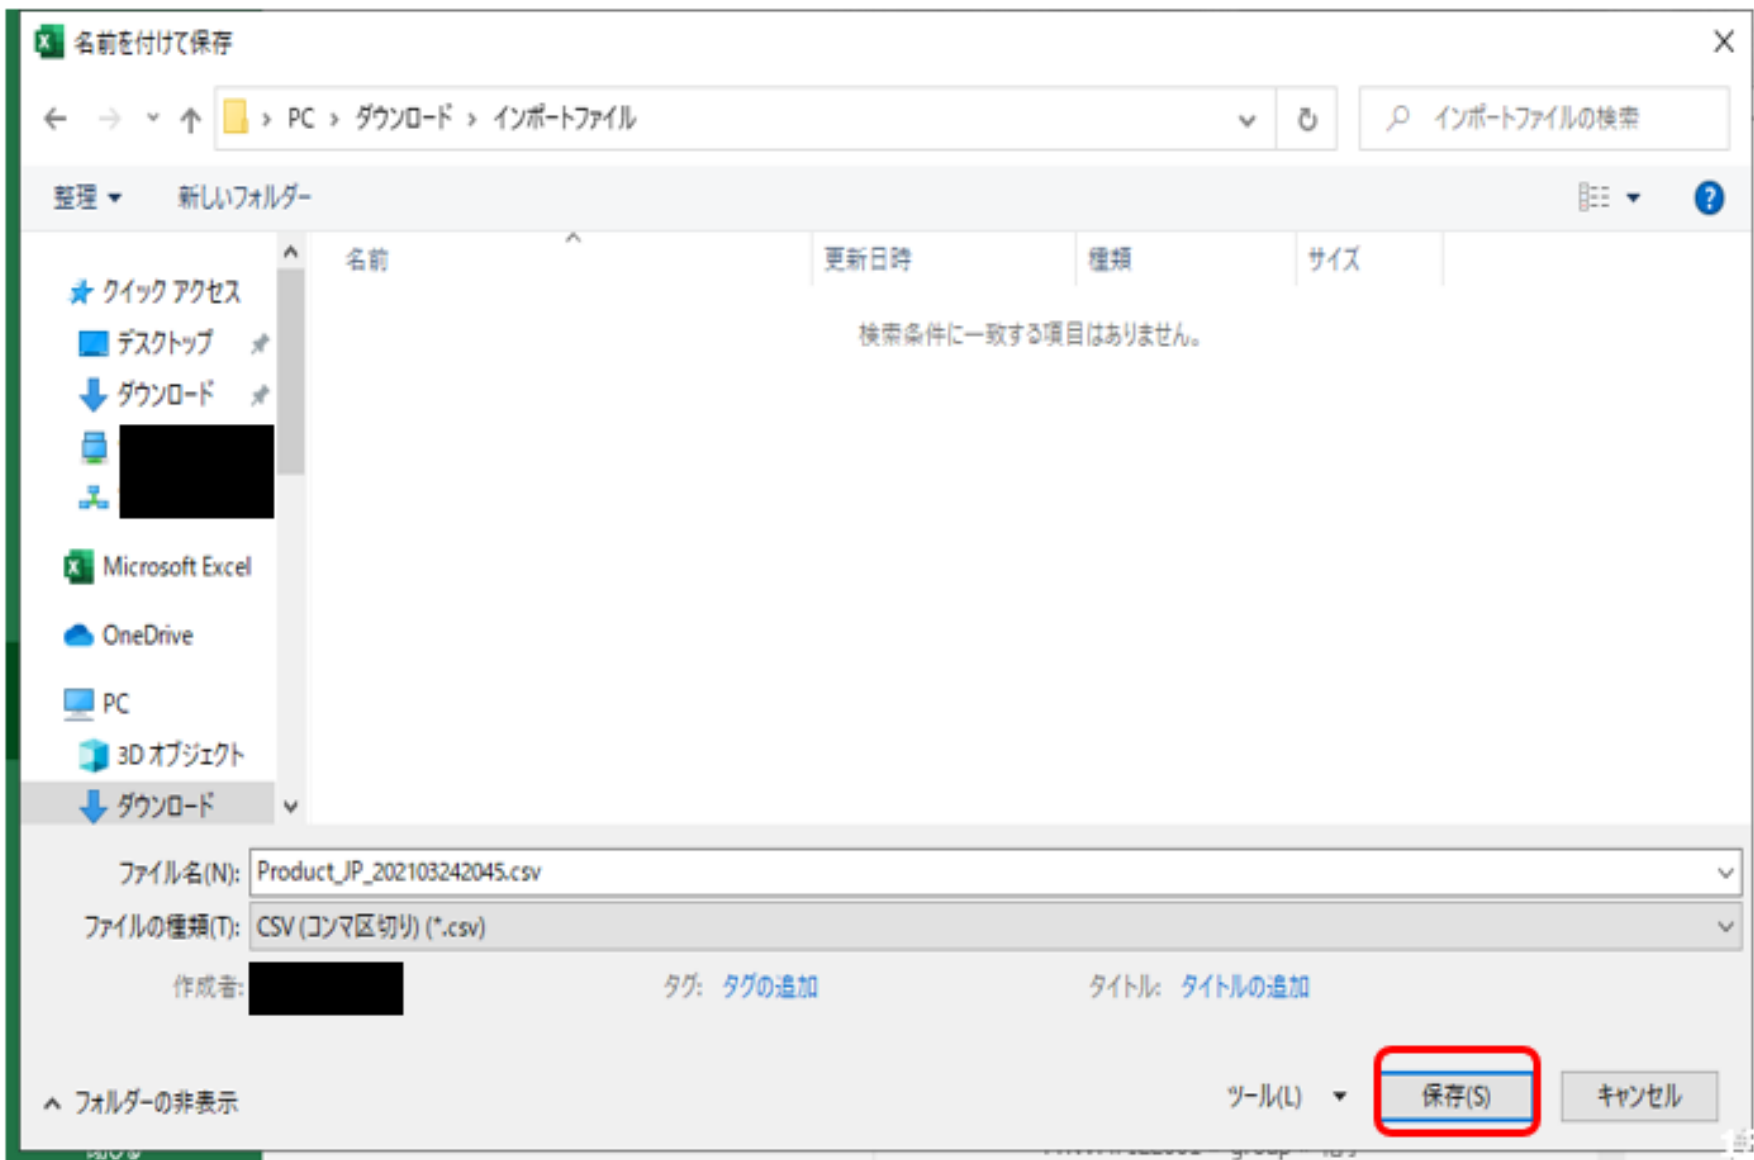 名前を付けて保存
PC › ダウンロード › インポートファイル
インポートファイルの検索
整理
新しいフォルダー
名前 更新日時 種類 サイズ
検索条件に一致する項目はありません。
クイック アクセス
デスクトップ
ダウンロード
Microsoft Excel
OneDrive
PC
3D オブジェクト
ダウンロード
ファイル名(N): Product_JP_202103242045.csv
ファイルの種類(T): CSV (コンマ区切り) (*.csv)
作成者: タグ: タグの追加 タイトル: タイトルの追加
フォルダーの非表示
ツール(L) 保存(S) キャンセル